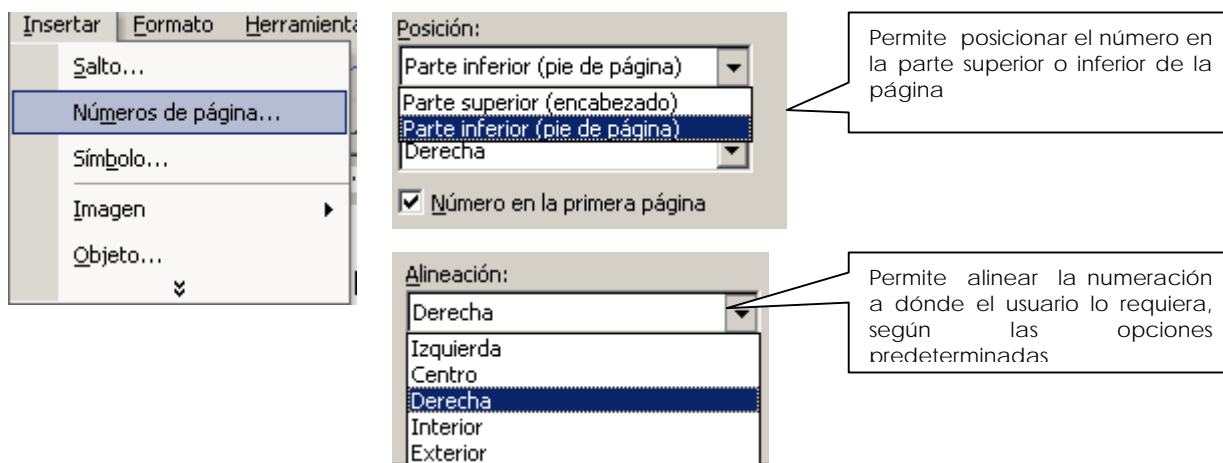 Insertar Formato Herramienta
Salto...
Números de página...
Símbolo...
Imagen
Objeto...
Posición:
Parte inferior (pie de página)
Parte superior (encabezado)
Parte inferior (pie de página)
Derecha
Número en la primera página
Permite posicionar el número en
la parte superior o inferior de la
página
Alineación:
Derecha
Izquierda
Centro
Derecha
Interior
Exterior
Permite alinear la numeración
a dónde el usuario lo requiera,
según las opciones
predeterminadas